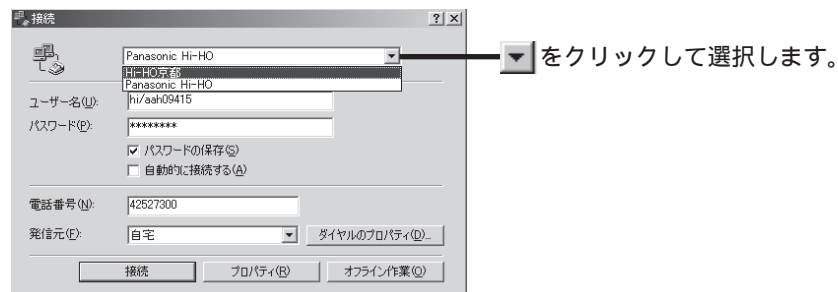 接続
Panasonic Hi-HO
をクリックして選択します。
Hi-HO京都
Panasonic Hi-HO
ユーザー名(U):
hi/aah09415
パスワード(P):
********
パスワードの保存(S)
自動的に接続する(A)
電話番号(N):
42527300
発信元(F):
自宅
ダイヤルのプロパティ(D)...
接続
プロパティ(R)
オフライン作業(O)